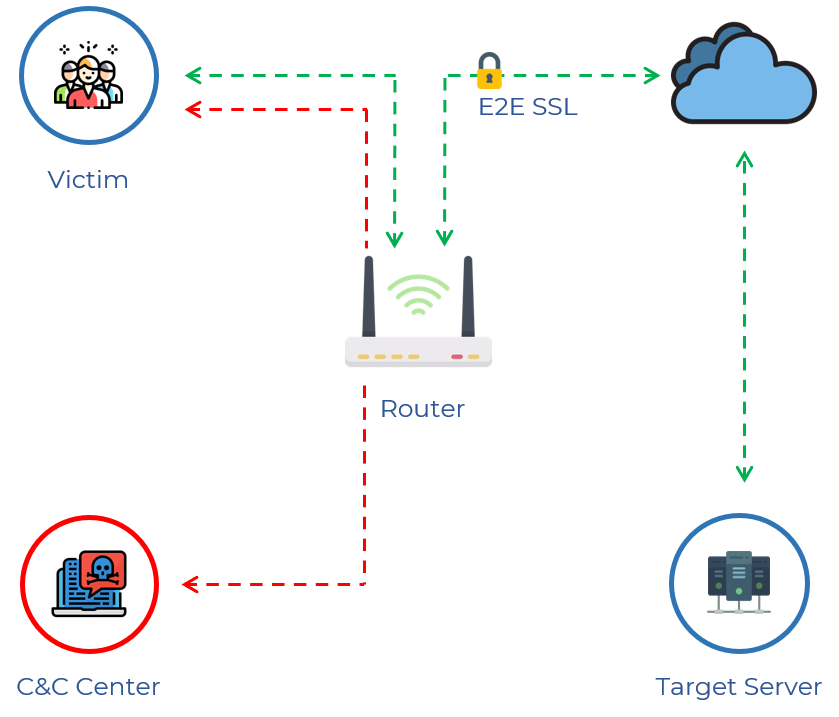 E2E SSL
Victim
Router
C&C Center
Target Server